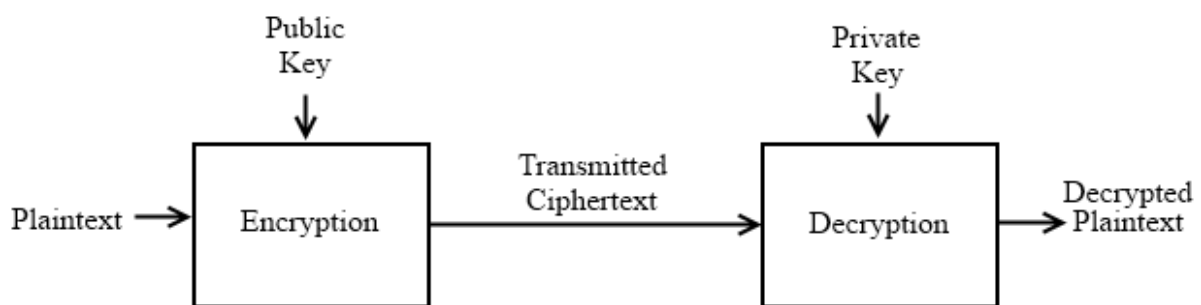 Public
Key
Private
Key
Plaintext
Encryption
Transmitted
Ciphertext
Decryption
Decrypted
Plaintext